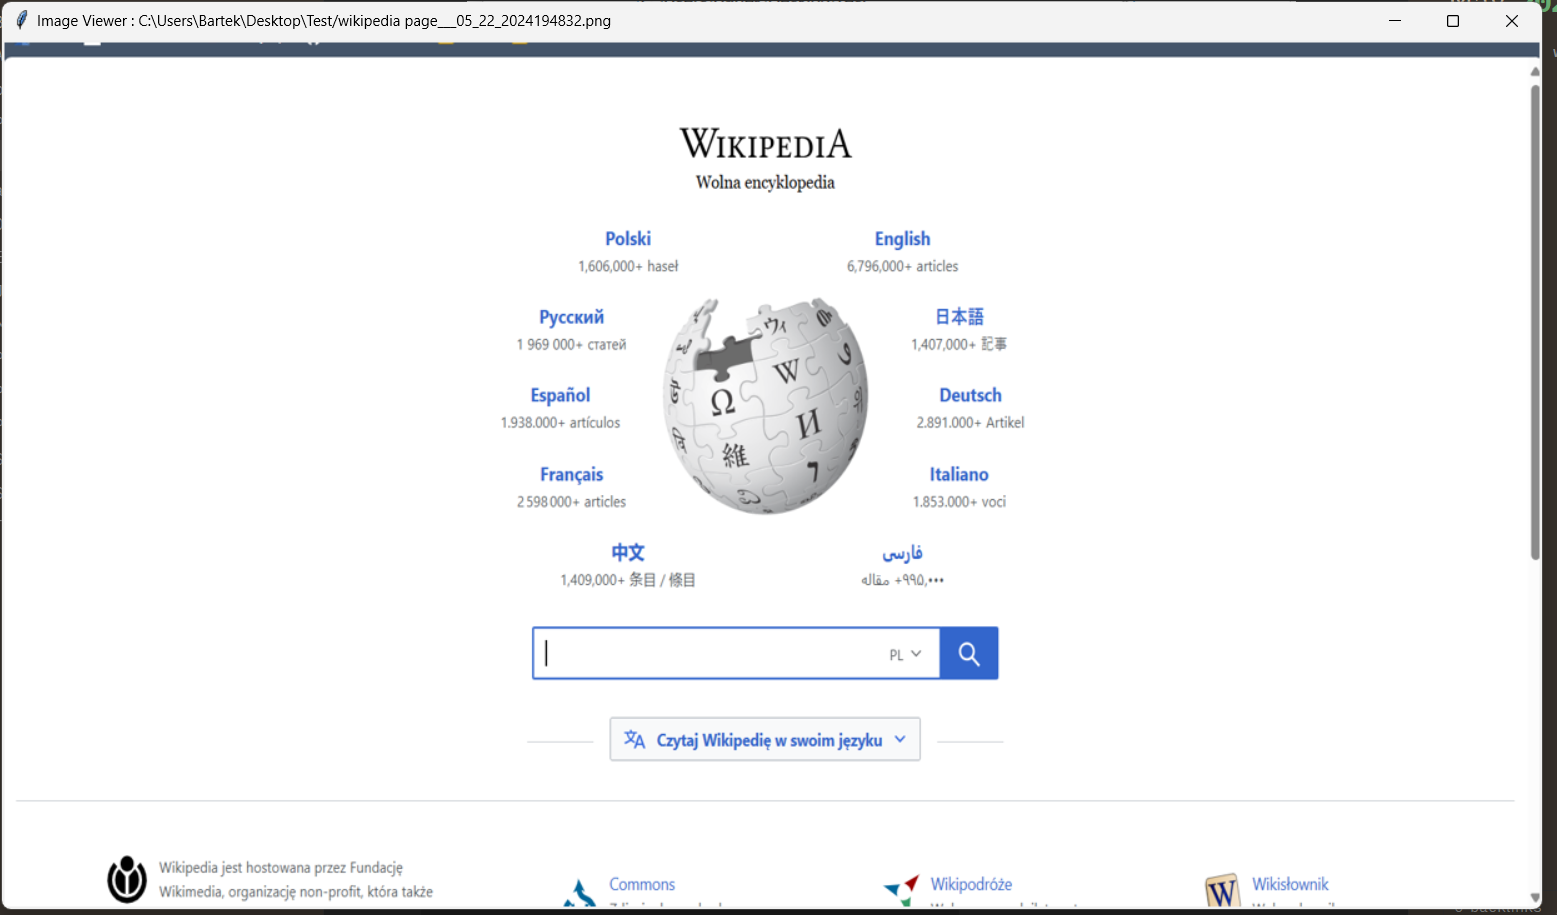 Image Viewer : C:\Users\Bartek\Desktop\Test/wikipedia page___05_22_2024194832.png
WIKIPEDIA
Wolna encyklopedia
Polski
1,606,000+ haseł
English
6,796,000+ articles
Русский
1 969 000+ статей
日本語
1,407,000+ 記事
Español
1.938.000+ artículos
Deutsch
2.891.000+ Artikel
Français
2 598 000+ articles
Italiano
1.853.000+ voci
中文
1,409,000+ 条目 / 條目
فارسی
۹۹۵٬۰۰۰+ مقاله
Ω
W
И
維
ウィ
PL
Czytaj Wikipedię w swoim języku
Wikipedia jest hostowana przez Fundację
Wikimedia, organizację non-profit, która także
Commons
Wikipodróże
W
Wikisłownik